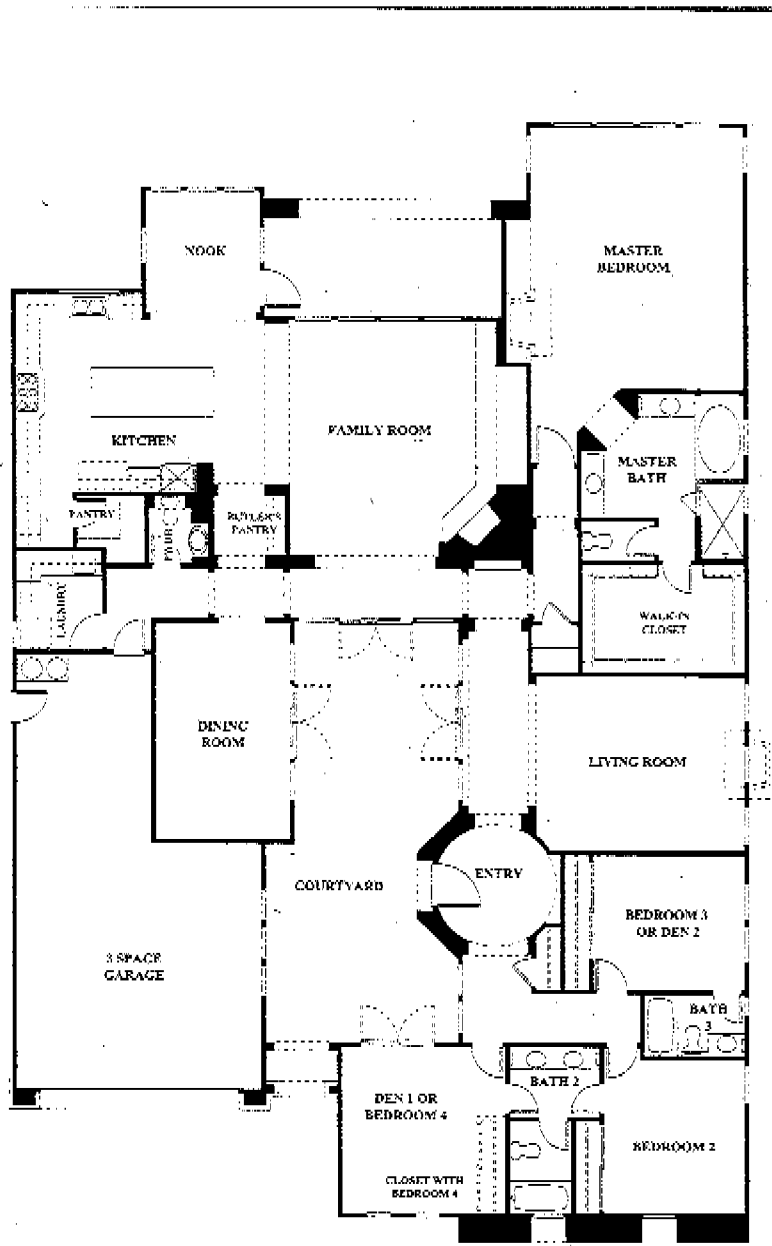 NOOK
MASTER
BEDROOM
KITCHEN
FAMILY ROOM
MASTER
BATH
PANTRY
BUTLER'S
PANTRY
PWDR
LAUNDRY
WALK-IN
CLOSET
DINING
ROOM
LIVING ROOM
COURTYARD
ENTRY
BEDROOM 3
OR DEN 2
3 SPACE
GARAGE
BATH
3
DEN 1 OR
BEDROOM 4
BATH 2
BEDROOM 2
CLOSET WITH
BEDROOM 4